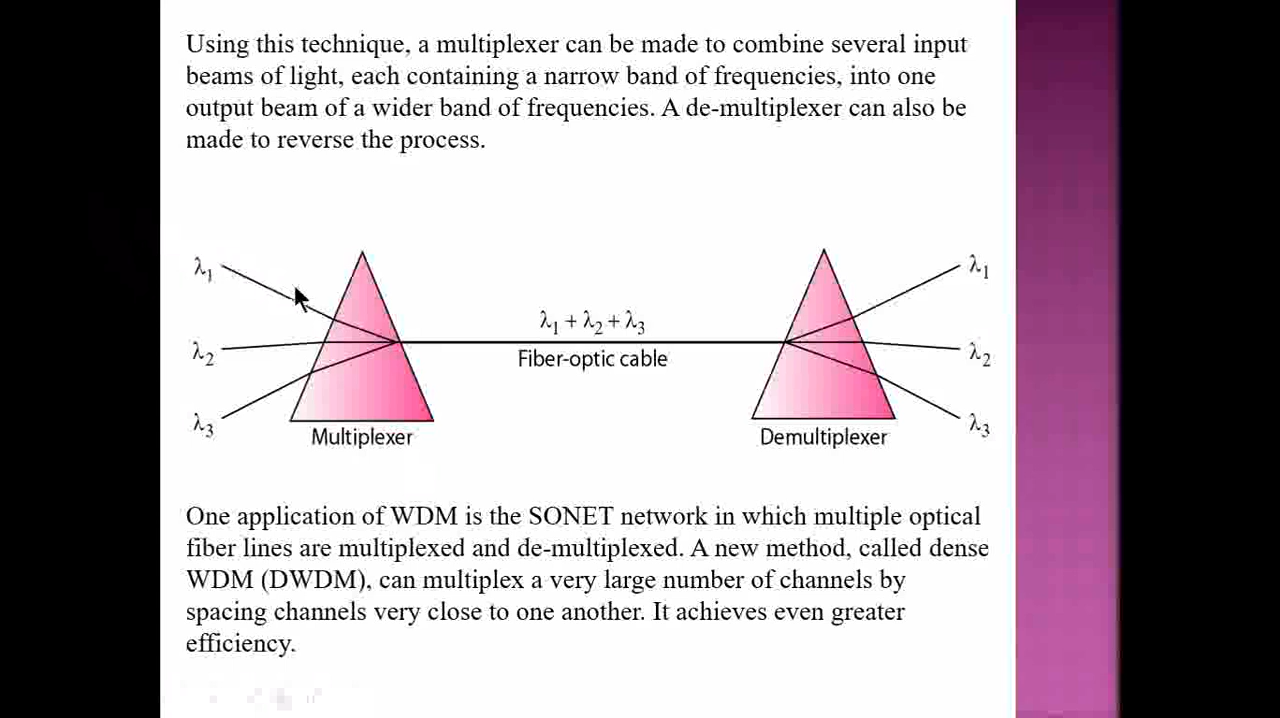 Using this technique, a multiplexer can be made to combine several input
beams of light, each containing a narrow band of frequencies, into one
output beam of a wider band of frequencies. A de-multiplexer can also be
made to reverse the process.
λ1
λ1
λ1 + λ2 + λ3
λ2
Fiber-optic cable
λ2
λ3
λ3
Multiplexer
Demultiplexer
One application of WDM is the SONET network in which multiple optical
fiber lines are multiplexed and de-multiplexed. A new method, called dense
WDM (DWDM), can multiplex a very large number of channels by
spacing channels very close to one another. It achieves even greater
efficiency.